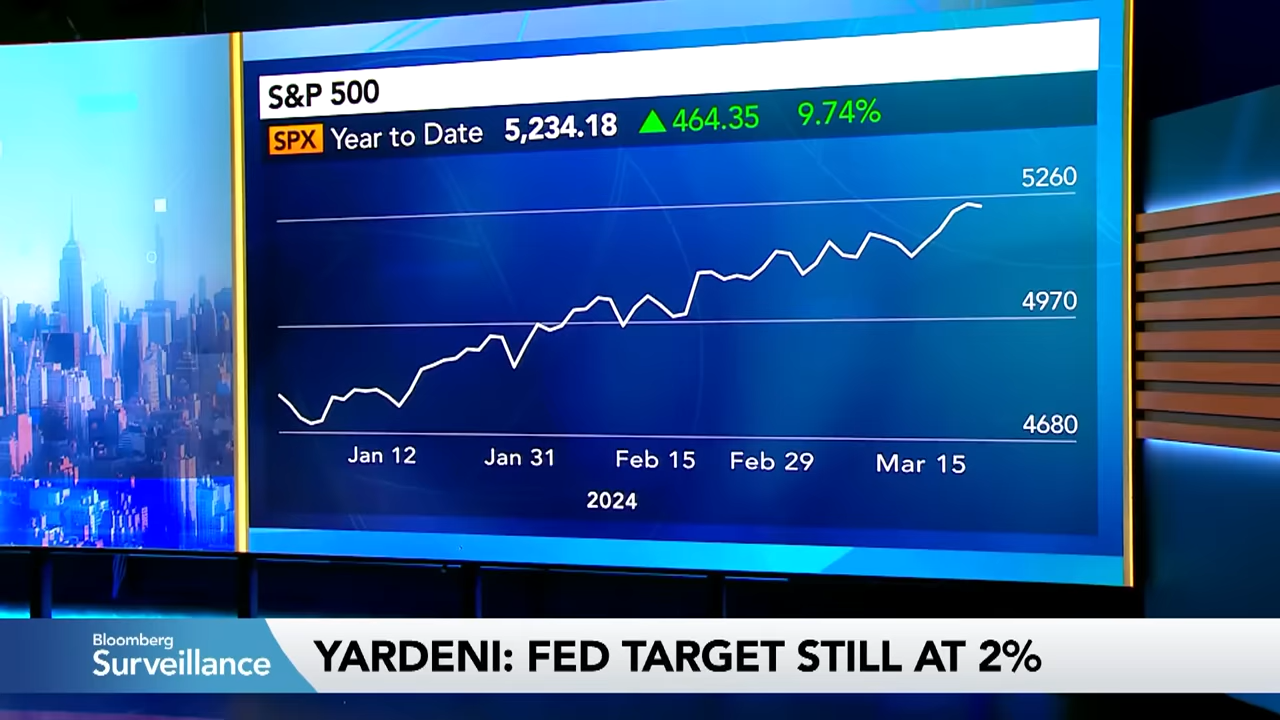 S&P 500
SPX Year to Date 5,234.18 ▲ 464.35 9.74%
5260
4970
4680
Jan 12 Jan 31 Feb 15 Feb 29 Mar 15
2024
Bloomberg
Surveillance
YARDENI: FED TARGET STILL AT 2%